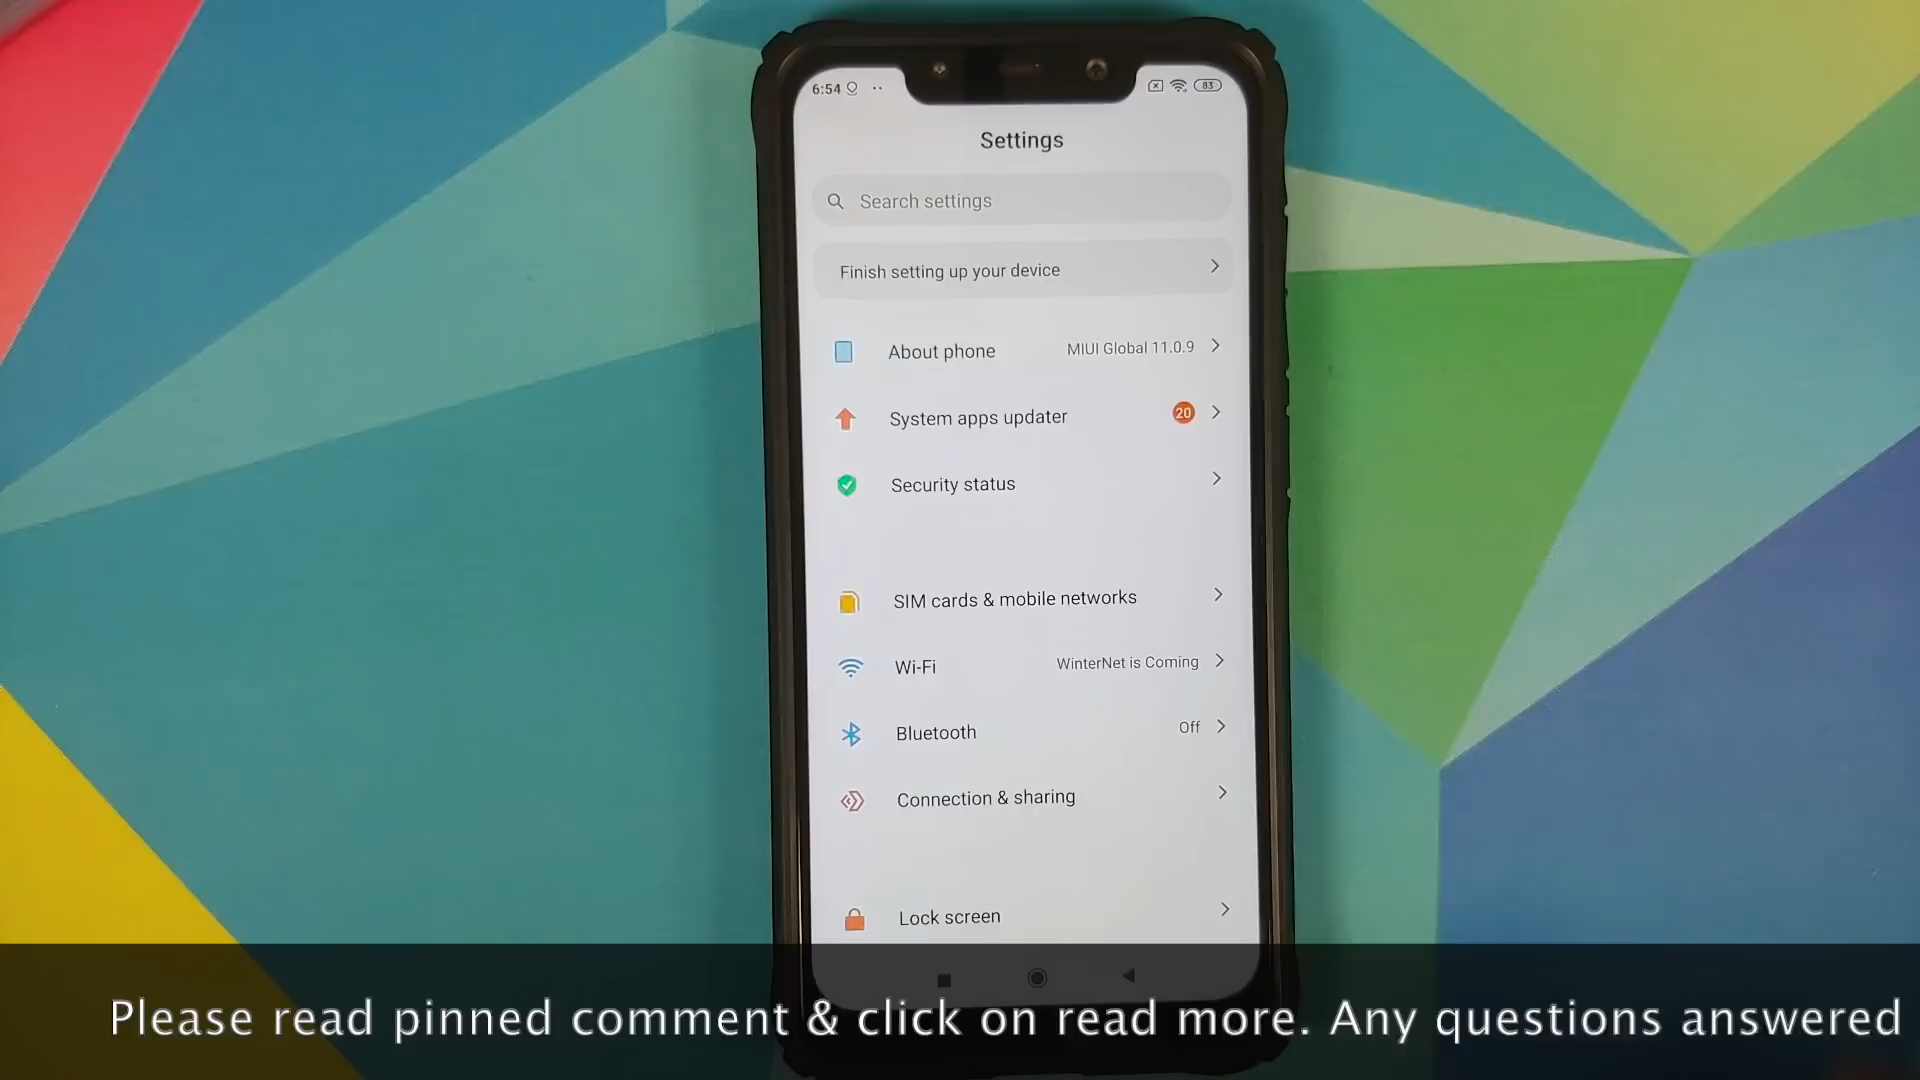 6:54
83
Settings
Search settings
Finish setting up your device
About phone MIUI Global 11.0.9
System apps updater 20
Security status
SIM cards & mobile networks
Wi-Fi WinterNet is Coming
Bluetooth Off
Connection & sharing
Lock screen
Please read pinned comment & click on read more. Any questions answered